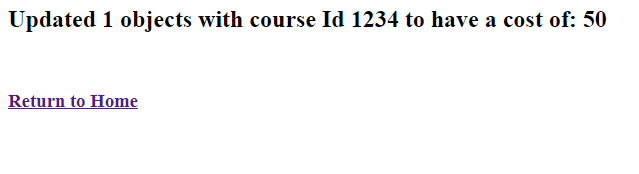 Updated 1 objects with course Id 1234 to have a cost of: 50
Return to Home